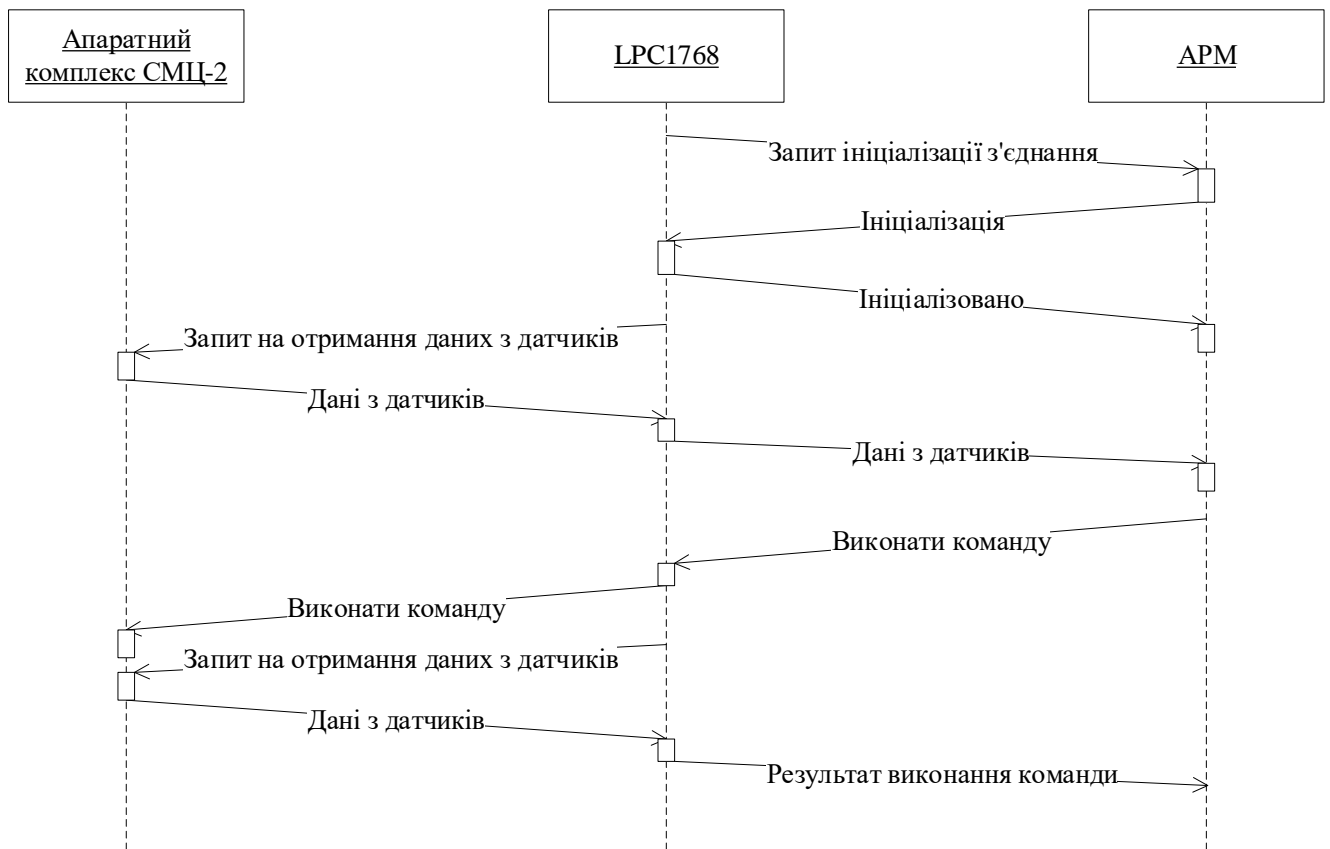 Апаратний
комплекс СМЦ-2
LPC1768
АРМ
Запит ініціалізації з'єднання
Ініціалізація
Ініціалізовано
Запит на отримання даних з датчиків
Дані з датчиків
Дані з датчиків
Виконати команду
Виконати команду
Запит на отримання даних з датчиків
Дані з датчиків
Результат виконання команди